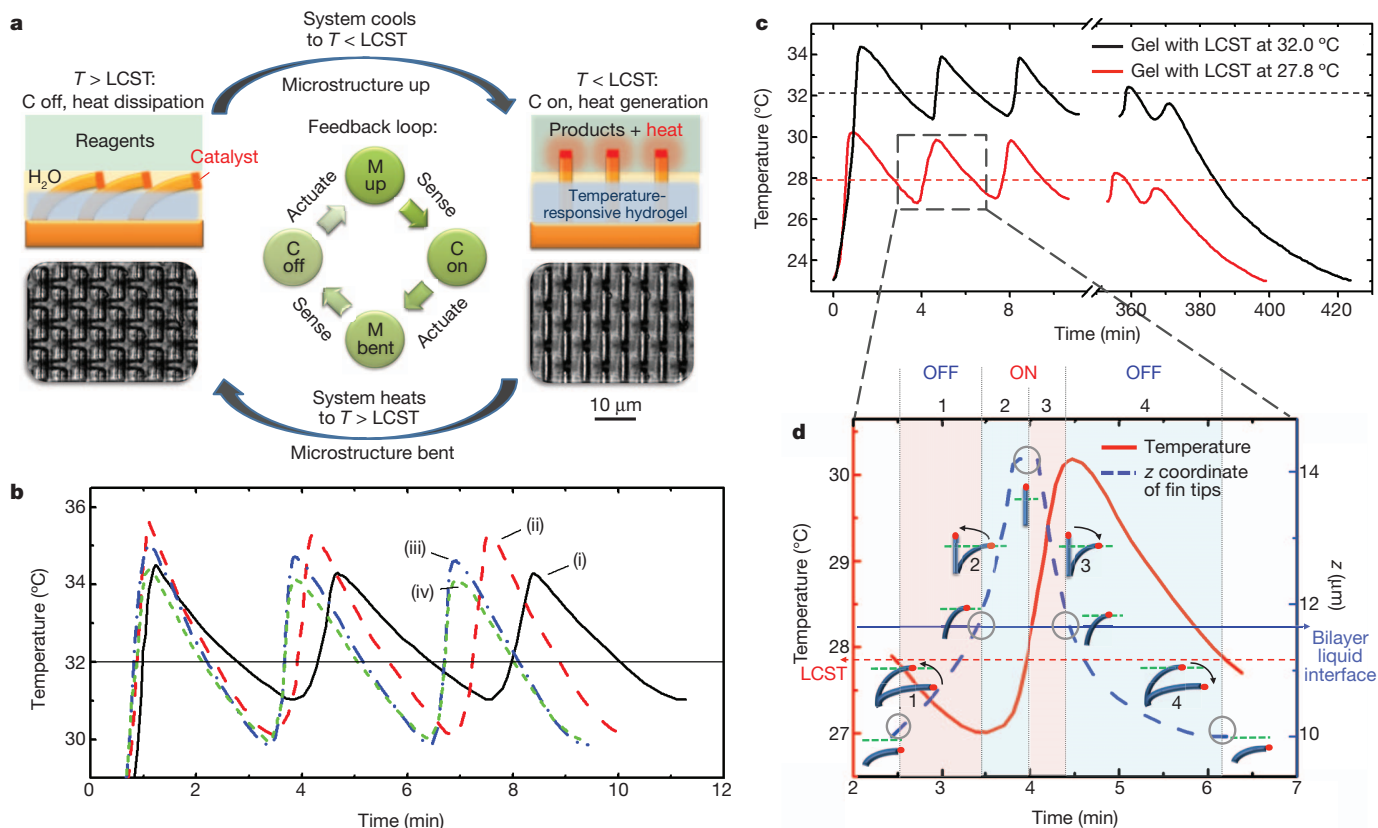 a
System cools
to T < LCST
Microstructure up
T > LCST:
C off, heat dissipation
Reagents
Catalyst
H2O
Feedback loop:
M
up
Sense
C
on
Actuate
M
bent
Sense
C
off
Actuate
T < LCST:
C on, heat generation
Products + heat
Temperature-
responsive hydrogel
System heats
to T > LCST
Microstructure bent
10 μm
b
Temperature (°C)
36
34
32
30
(i)
(ii)
(iii)
(iv)
0 2 4 6 8 10 12
Time (min)
c
Temperature (°C)
34
32
30
28
26
24
Gel with LCST at 32.0 ºC
Gel with LCST at 27.8 ºC
0 4 8 360 380 400 420
Time (min)
d
OFF ON OFF
1 2 3 4
Temperature
z coordinate
of fin tips
Temperature (°C)
30
29
28
27
LCST
1
2
3
4
14
12
10
z (μm)
Bilayer
liquid
interface
2 3 4 5 6 7
Time (min)